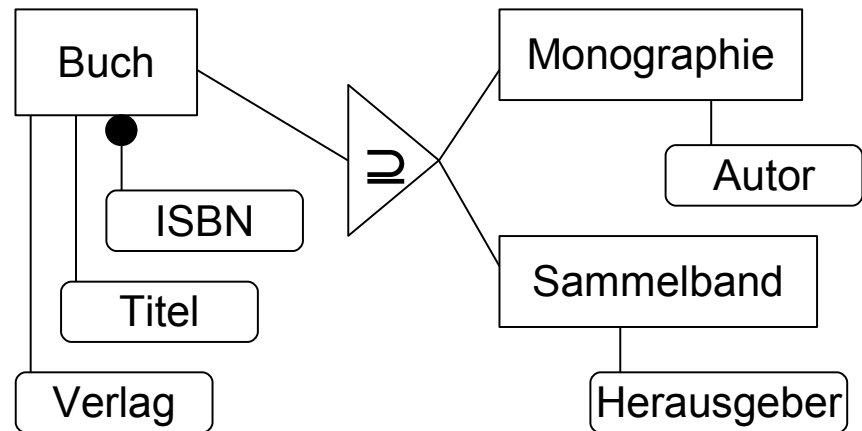 Buch
Monographie
⊇
Autor
ISBN
Sammelband
Titel
Verlag
Herausgeber